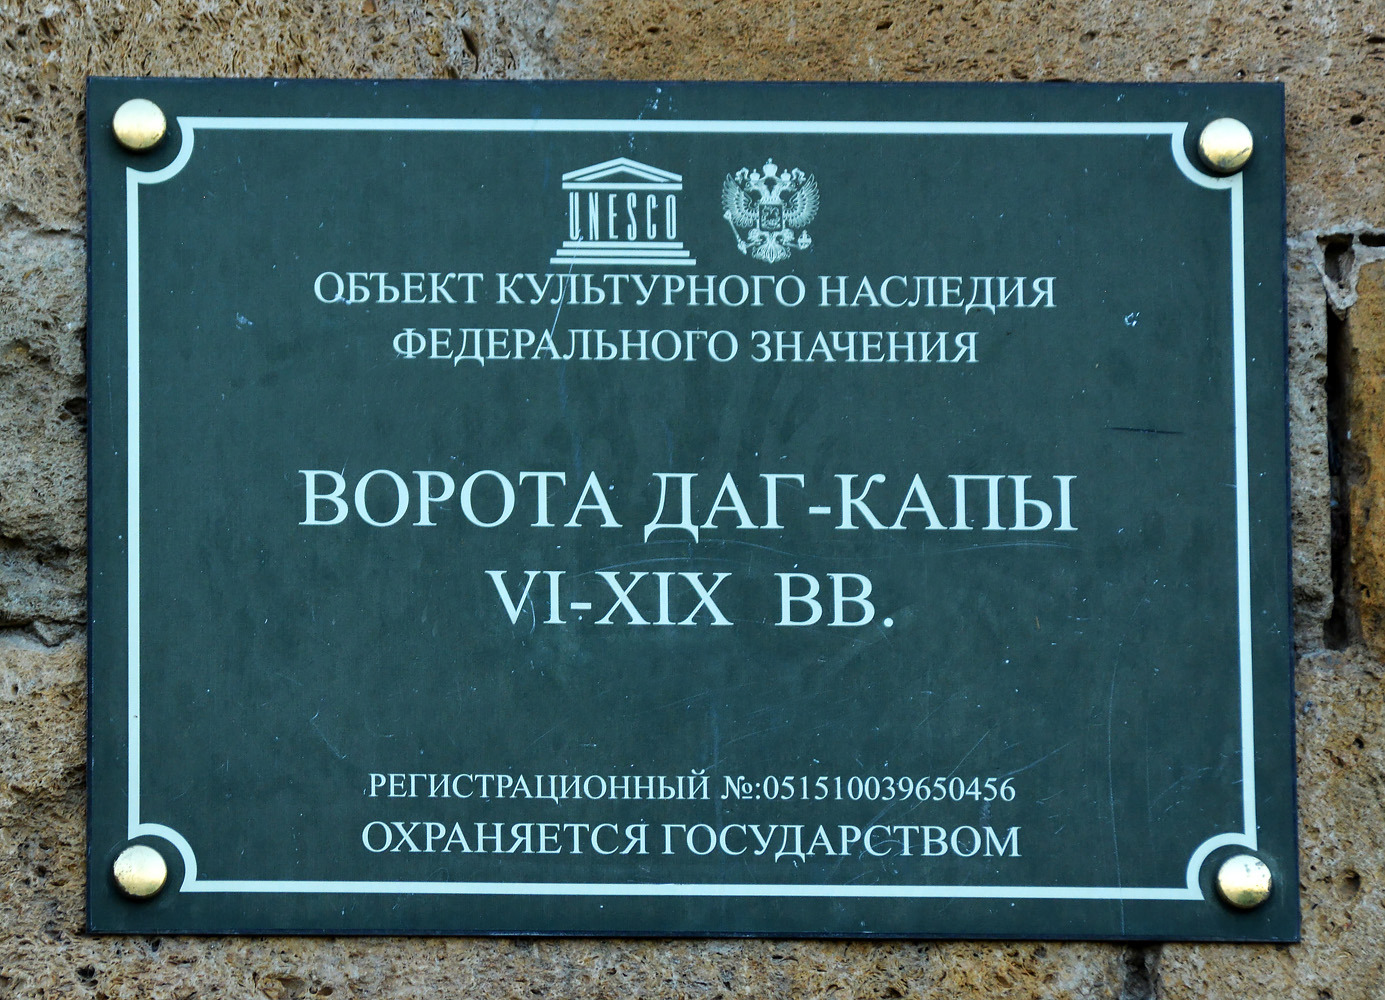 UNESCO
ОБЪЕКТ КУЛЬТУРНОГО НАСЛЕДИЯ
ФЕДЕРАЛЬНОГО ЗНАЧЕНИЯ
ВОРОТА ДАГ-КАПЫ
VI-XIX ВВ.
РЕГИСТРАЦИОННЫЙ №:051510039650456
ОХРАНЯЕТСЯ ГОСУДАРСТВОМ